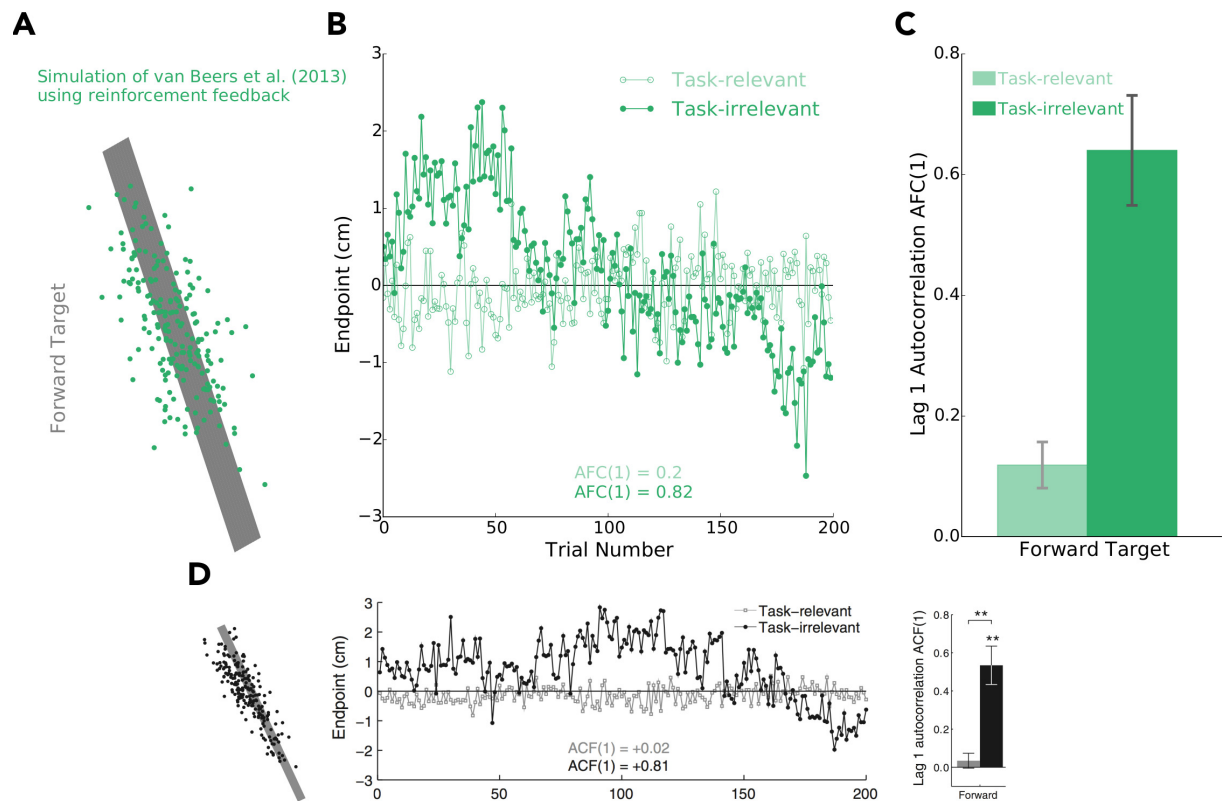 A
Simulation of van Beers et al. (2013)
using reinforcement feedback
Forward Target
B
3
2
1
0
−1
−2
−3
Endpoint (cm)
Task-relevant
Task-irrelevant
AFC(1) = 0.2
AFC(1) = 0.82
0
50
100
150
200
Trial Number
C
0.8
0.6
0.4
0.2
0.0
Lag 1 Autocorrelation AFC(1)
Task-relevant
Task-irrelevant
Forward Target
D
3
2
1
0
−1
−2
−3
Endpoint (cm)
Task−relevant
Task−irrelevant
ACF(1) = +0.02
ACF(1) = +0.81
0
50
100
150
200
0.8
0.6
0.4
0.2
0.0
Lag 1 autocorrelation ACF(1)
**
**
Forward